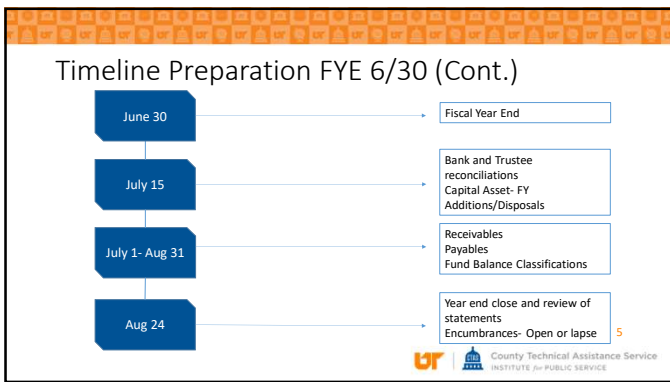 Timeline Preparation FYE 6/30 (Cont.)
June 30
Fiscal Year End
July 15
Bank and Trustee
reconciliations
Capital Asset- FY
Additions/Disposals
July 1- Aug 31
Receivables
Payables
Fund Balance Classifications
Aug 24
Year end close and review of
statements
Encumbrances- Open or lapse
5
UT
CTAS
County Technical Assistance Service
INSTITUTE for PUBLIC SERVICE